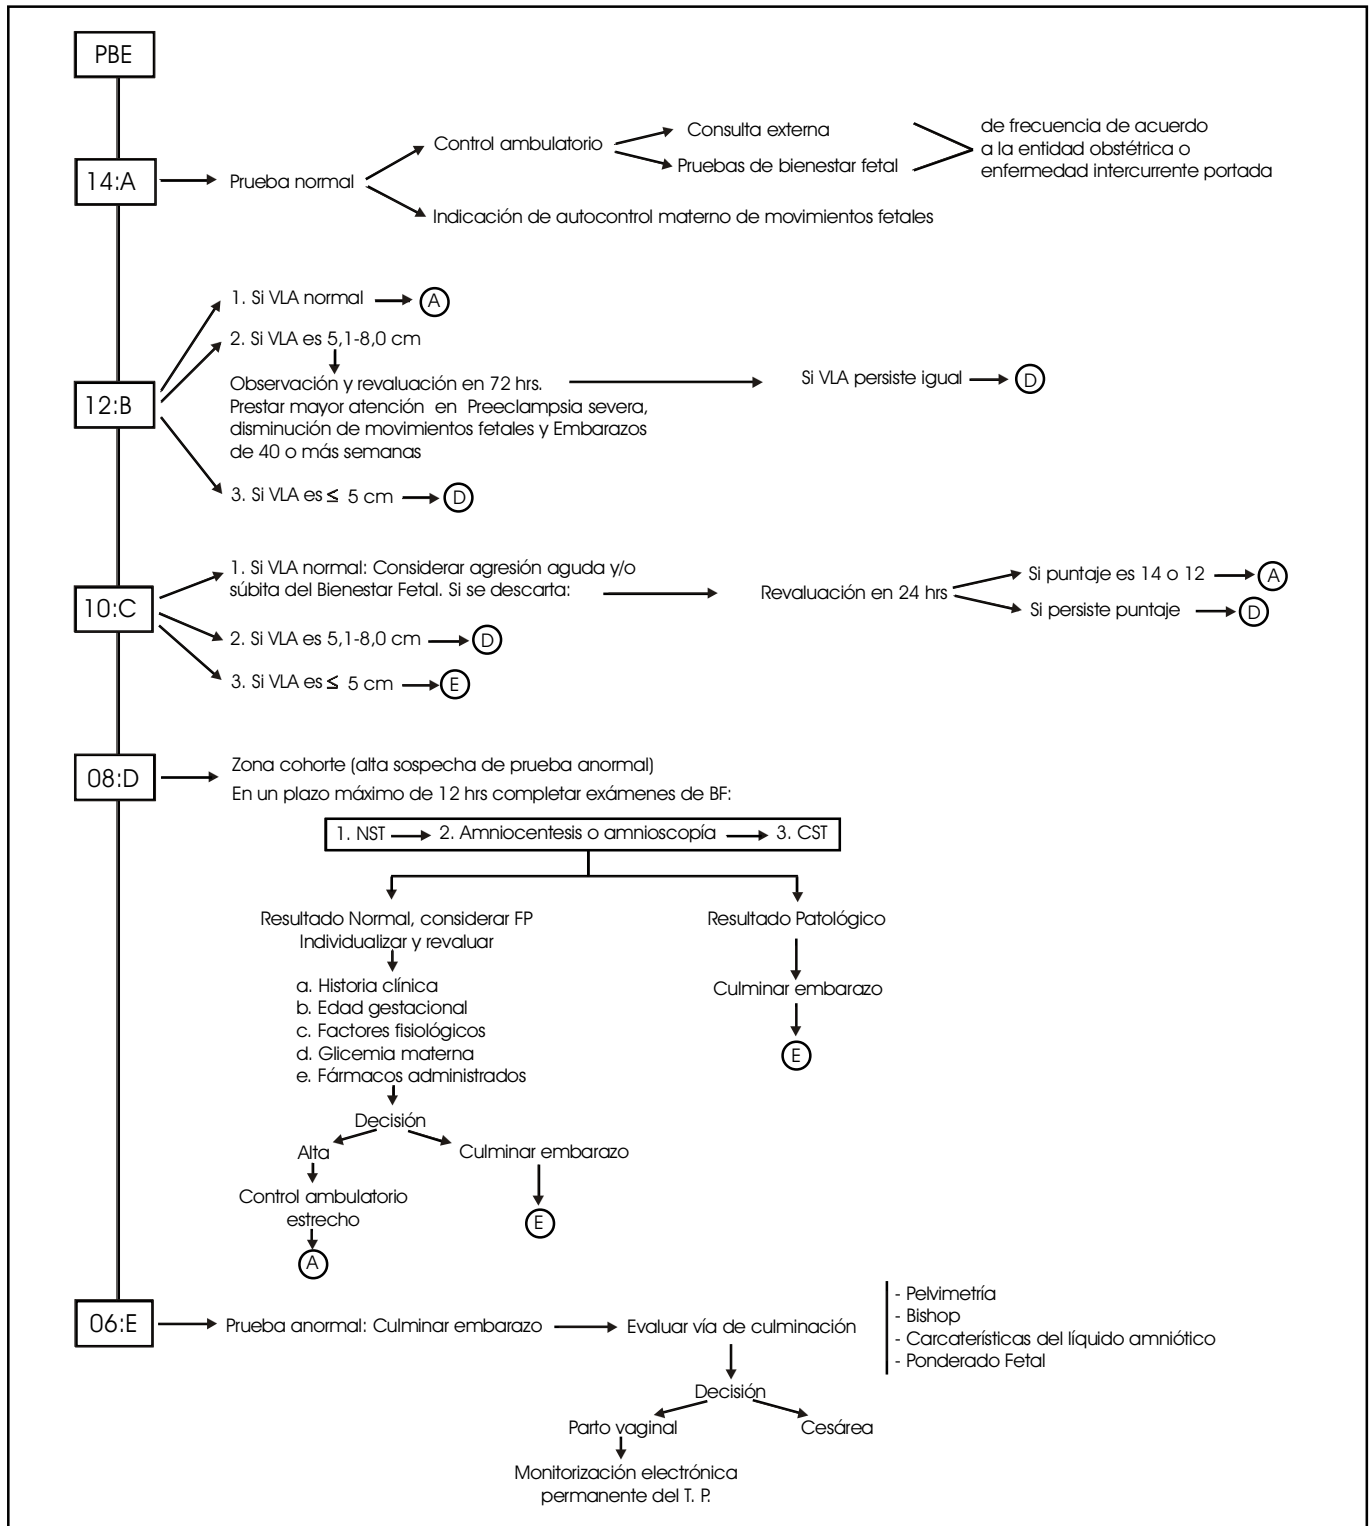 PBE
14:A
Prueba normal
Control ambulatorio
Consulta externa
Pruebas de bienestar fetal
de frecuencia de acuerdo
a la entidad obstétrica o
enfermedad intercurrente portada
Indicación de autocontrol materno de movimientos fetales
12:B
1. Si VLA normal
A
2. Si VLA es 5,1-8,0 cm
Observación y revaluación en 72 hrs.
Prestar mayor atención en Preeclampsia severa,
disminución de movimientos fetales y Embarazos
de 40 o más semanas
Si VLA persiste igual
D
3. Si VLA es ≤ 5 cm
D
10:C
1. Si VLA normal: Considerar agresión aguda y/o
súbita del Bienestar Fetal. Si se descarta:
Revaluación en 24 hrs
Si puntaje es 14 o 12
A
Si persiste puntaje
D
2. Si VLA es 5,1-8,0 cm
D
3. Si VLA es ≤ 5 cm
E
08:D
Zona cohorte (alta sospecha de prueba anormal)
En un plazo máximo de 12 hrs completar exámenes de BF:
1. NST
2. Amniocentesis o amnioscopía
3. CST
Resultado Normal, considerar FP
Individualizar y revaluar
a. Historia clínica
b. Edad gestacional
c. Factores fisiológicos
d. Glicemia materna
e. Fármacos administrados
Decisión
Alta
Control ambulatorio
estrecho
A
Culminar embarazo
E
Resultado Patológico
Culminar embarazo
E
06:E
Prueba anormal: Culminar embarazo
Evaluar vía de culminación
- Pelvimetría
- Bishop
- Carcaterísticas del líquido amniótico
- Ponderado Fetal
Decisión
Parto vaginal
Cesárea
Monitorización electrónica
permanente del T. P.